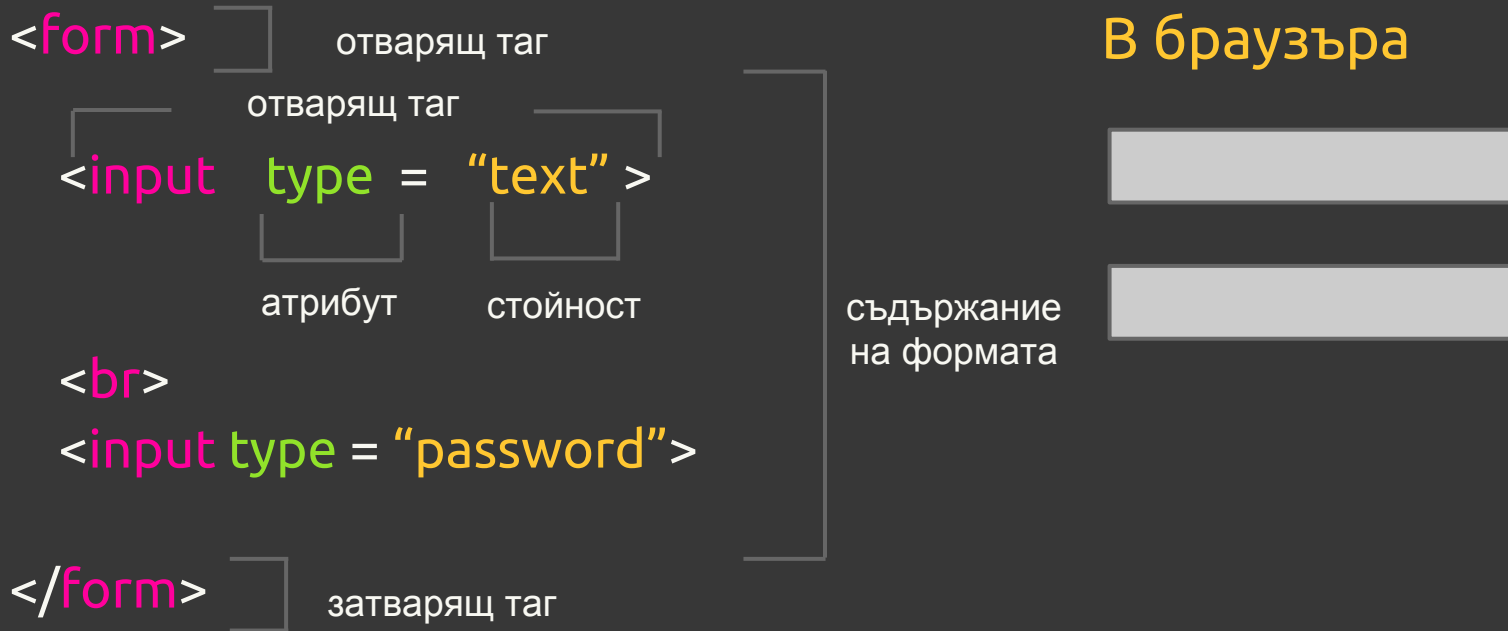 <form>
отварящ таг
В браузъра
отварящ таг
<input type = “text” >
атрибут
стойност
съдържание
на формата
<br>
<input type = “password”>
</form>
затварящ таг